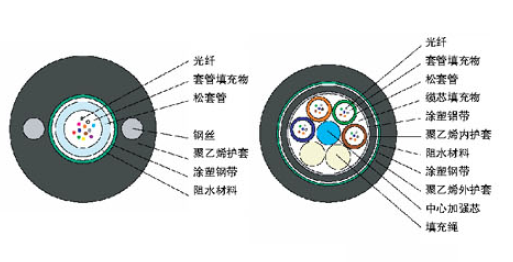 光纤
套管填充物
松套管
钢丝
聚乙烯护套
涂塑钢带
阻水材料
光纤
套管填充物
松套管
缆芯填充物
涂塑铝带
聚乙烯内护套
阻水材料
涂塑钢带
聚乙烯外护套
中心加强芯
填充绳